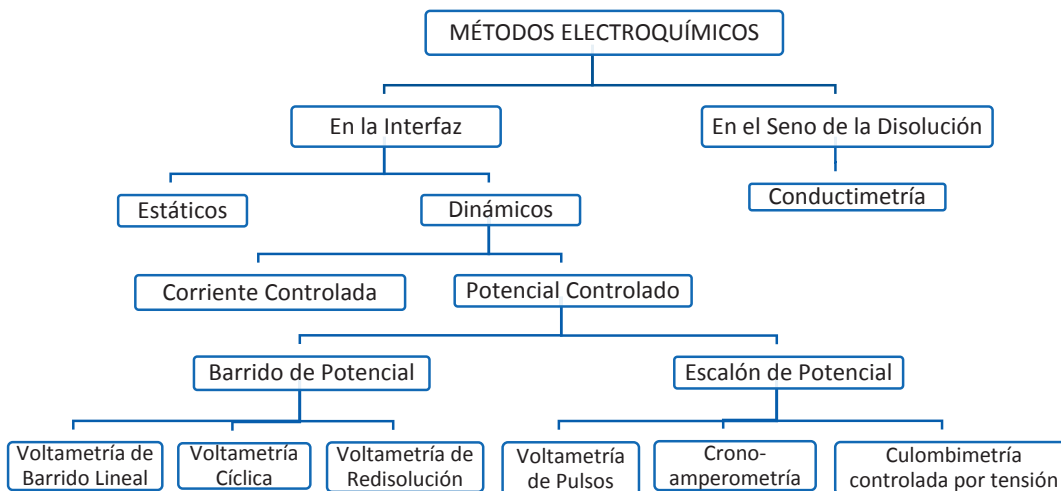 MÉTODOS ELECTROQUÍMICOS
En la Interfaz
En el Seno de la Disolución
Estáticos
Dinámicos
Conductimetría
Corriente Controlada
Potencial Controlado
Barrido de Potencial
Escalón de Potencial
Voltametría de
Barrido Lineal
Voltametría
Cíclica
Voltametría de
Redisolución
Voltametría
de Pulsos
Crono-
amperometría
Culombimetría
controlada por tensión